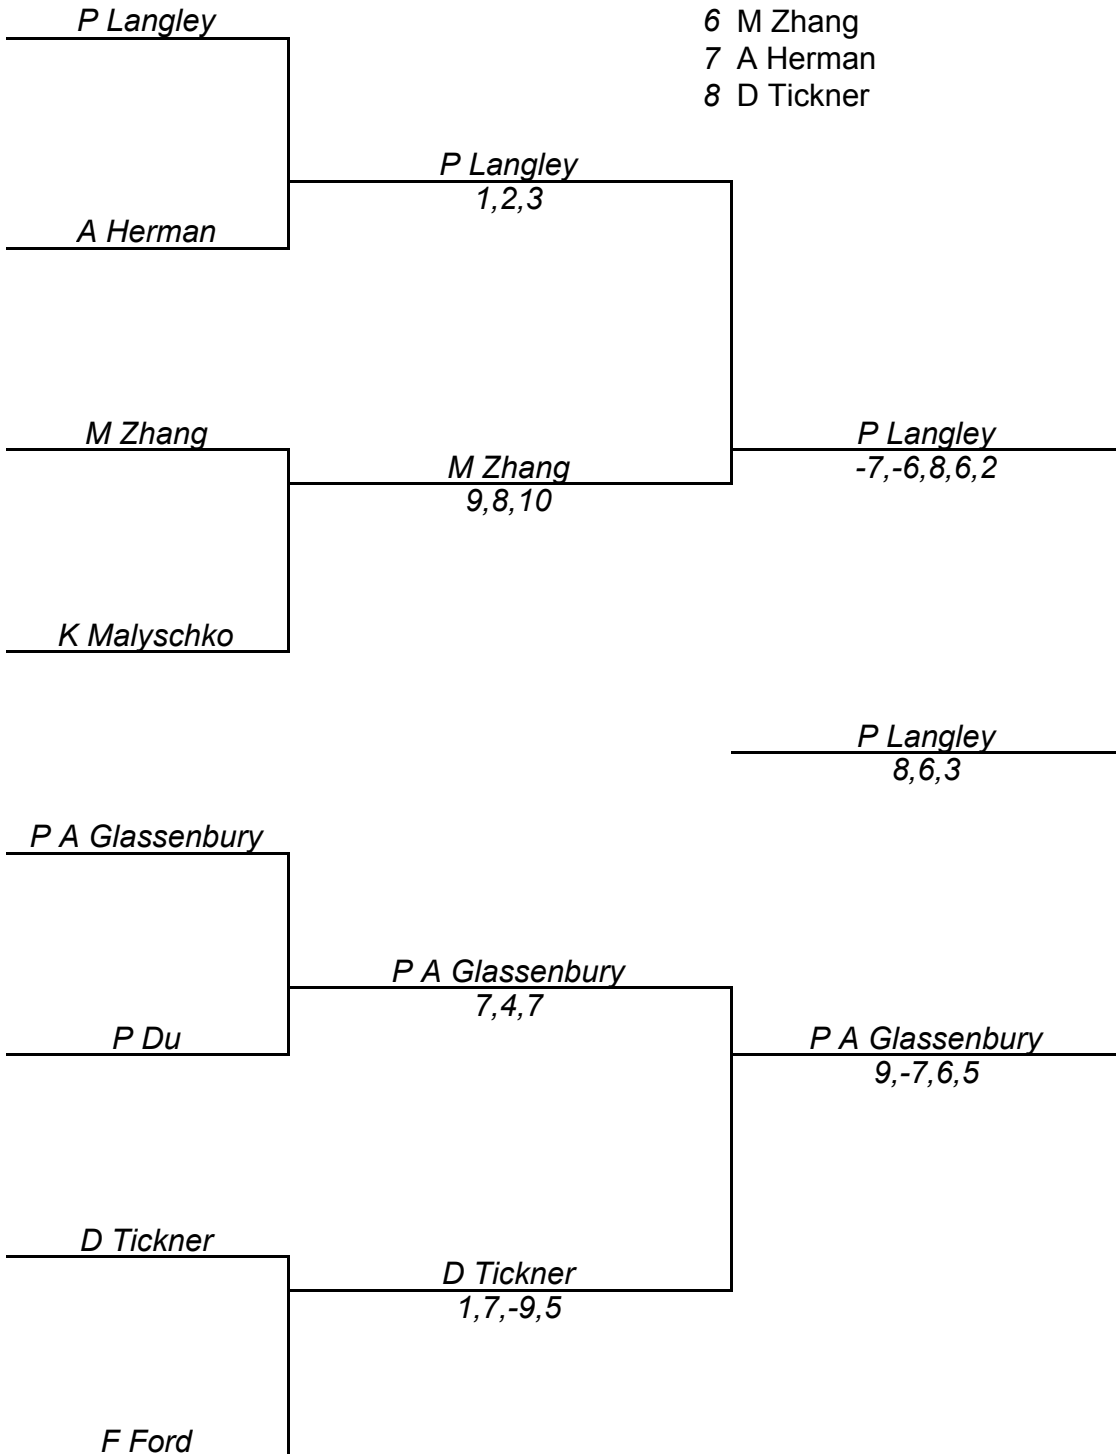 P Langley
6 M Zhang
7 A Herman
8 D Tickner
P Langley
1,2,3
A Herman
M Zhang
P Langley
-7,-6,8,6,2
M Zhang
9,8,10
K Malyschko
P Langley
8,6,3
P A Glassenbury
P A Glassenbury
7,4,7
P Du
P A Glassenbury
9,-7,6,5
D Tickner
D Tickner
1,7,-9,5
F Ford